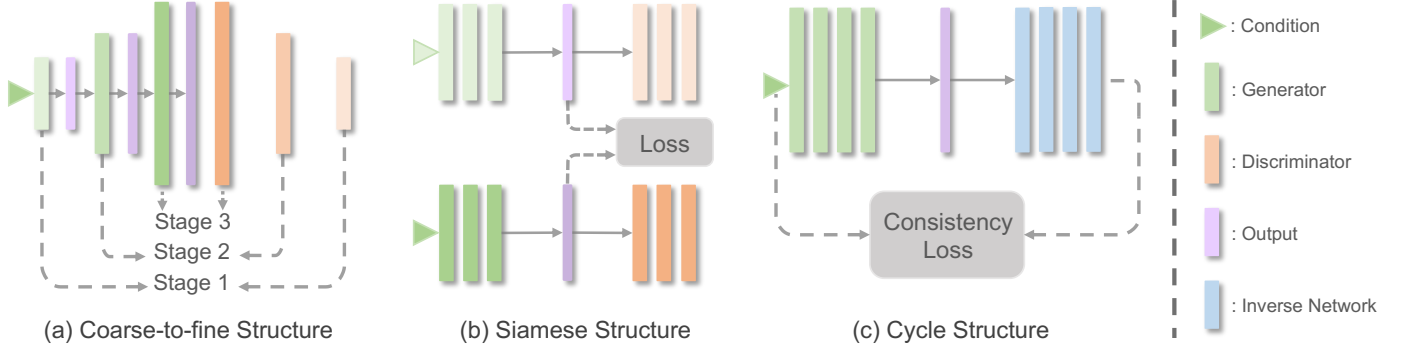 Stage 3
Stage 2
Stage 1
(a) Coarse-to-fine Structure
Loss
(b) Siamese Structure
Consistency
Loss
(c) Cycle Structure
: Condition
: Generator
: Discriminator
: Output
: Inverse Network